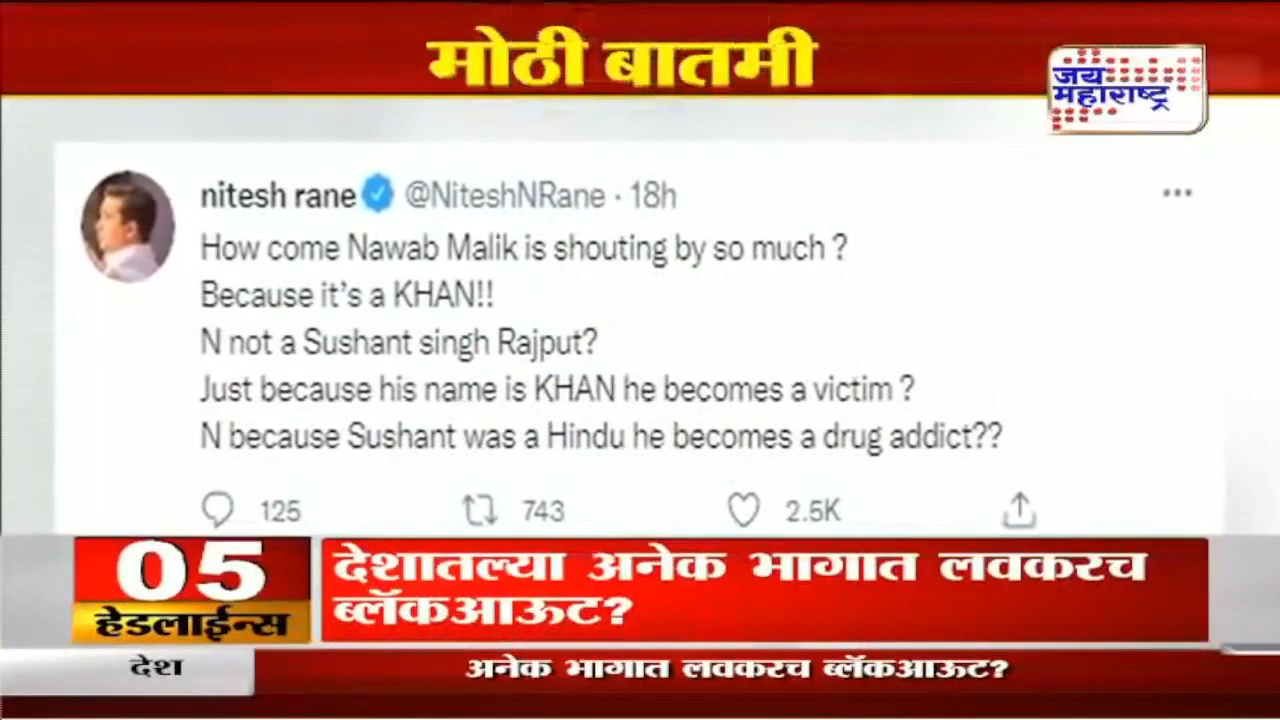 मोठी बातमी
जय
महाराष्ट्र
nitesh rane @NiteshNRane · 18h
How come Nawab Malik is shouting by so much ?
Because it's a KHAN!!
N not a Sushant singh Rajput?
Just because his name is KHAN he becomes a victim ?
N because Sushant was a Hindu he becomes a drug addict??
125 743 2.5K
05
हेडलाईन्स
देशातल्या अनेक भागात लवकरच
ब्लॅकआऊट?
देश
अनेक भागात लवकरच ब्लॅकआऊट?